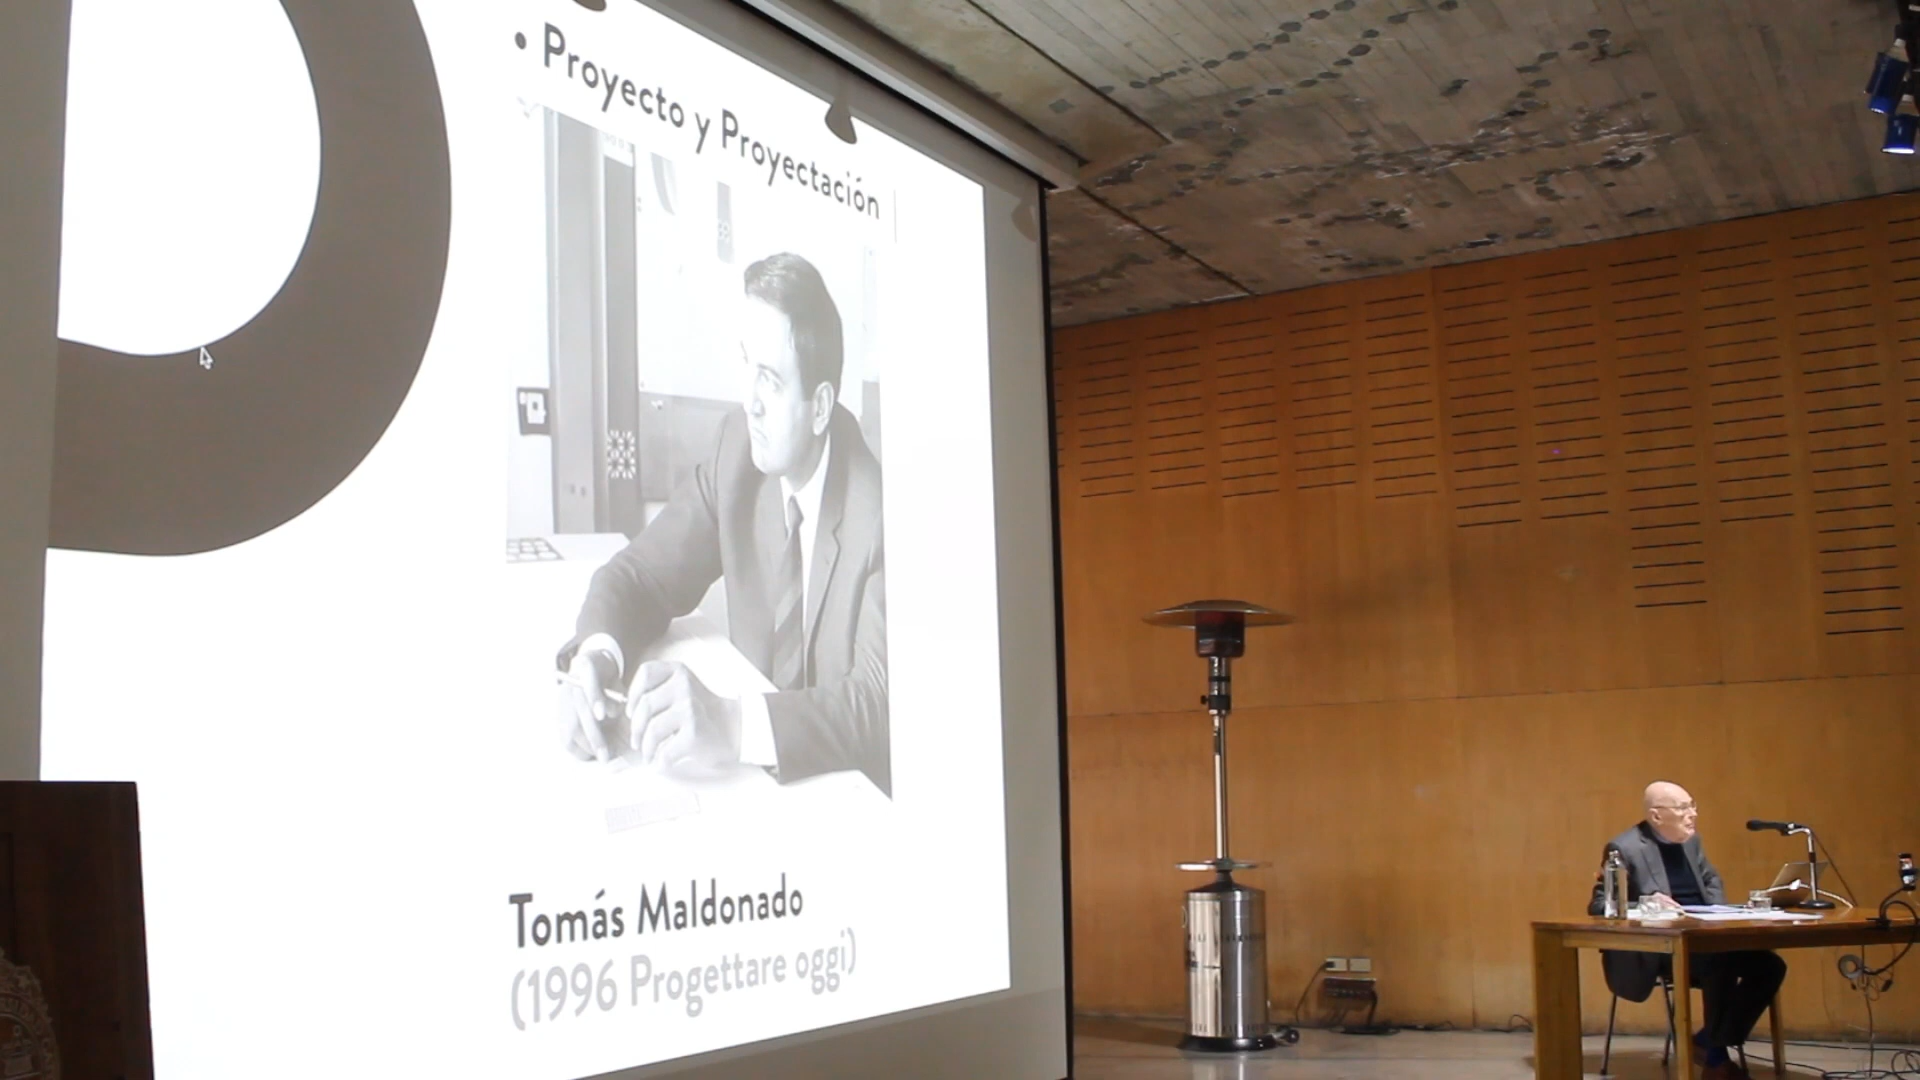 • Proyecto y Proyectación
Tomás Maldonado
(1996 Progettare oggi)